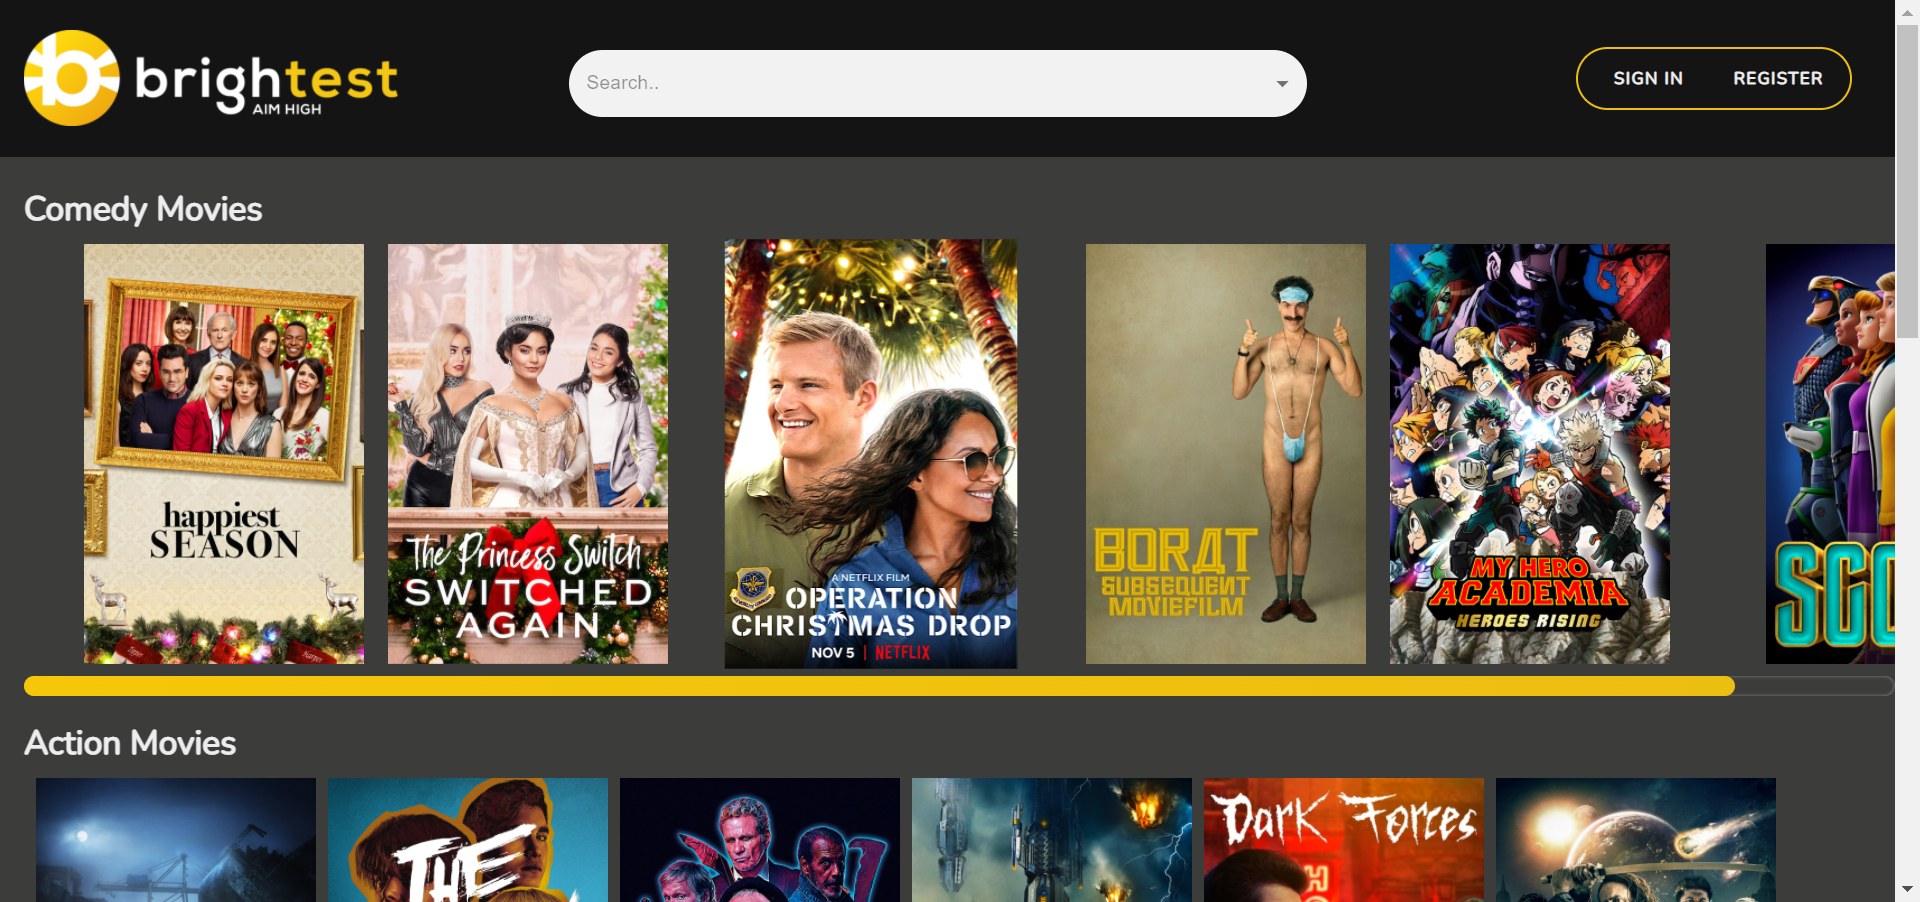 brightest
AIM HIGH
Search..
SIGN IN
REGISTER
Comedy Movies
happiest
SEASON
The Princess Switch
SWITCHED
AGAIN
A NETFLIX FILM
OPERATION
CHRISTMAS DROP
NOV 5 | NETFLIX
BORAT
SUBSEQUENT
MOVIEFILM
MY HERO
ACADEMIA
HEROES RISING
SCO
Action Movies
THE
Dark Forces